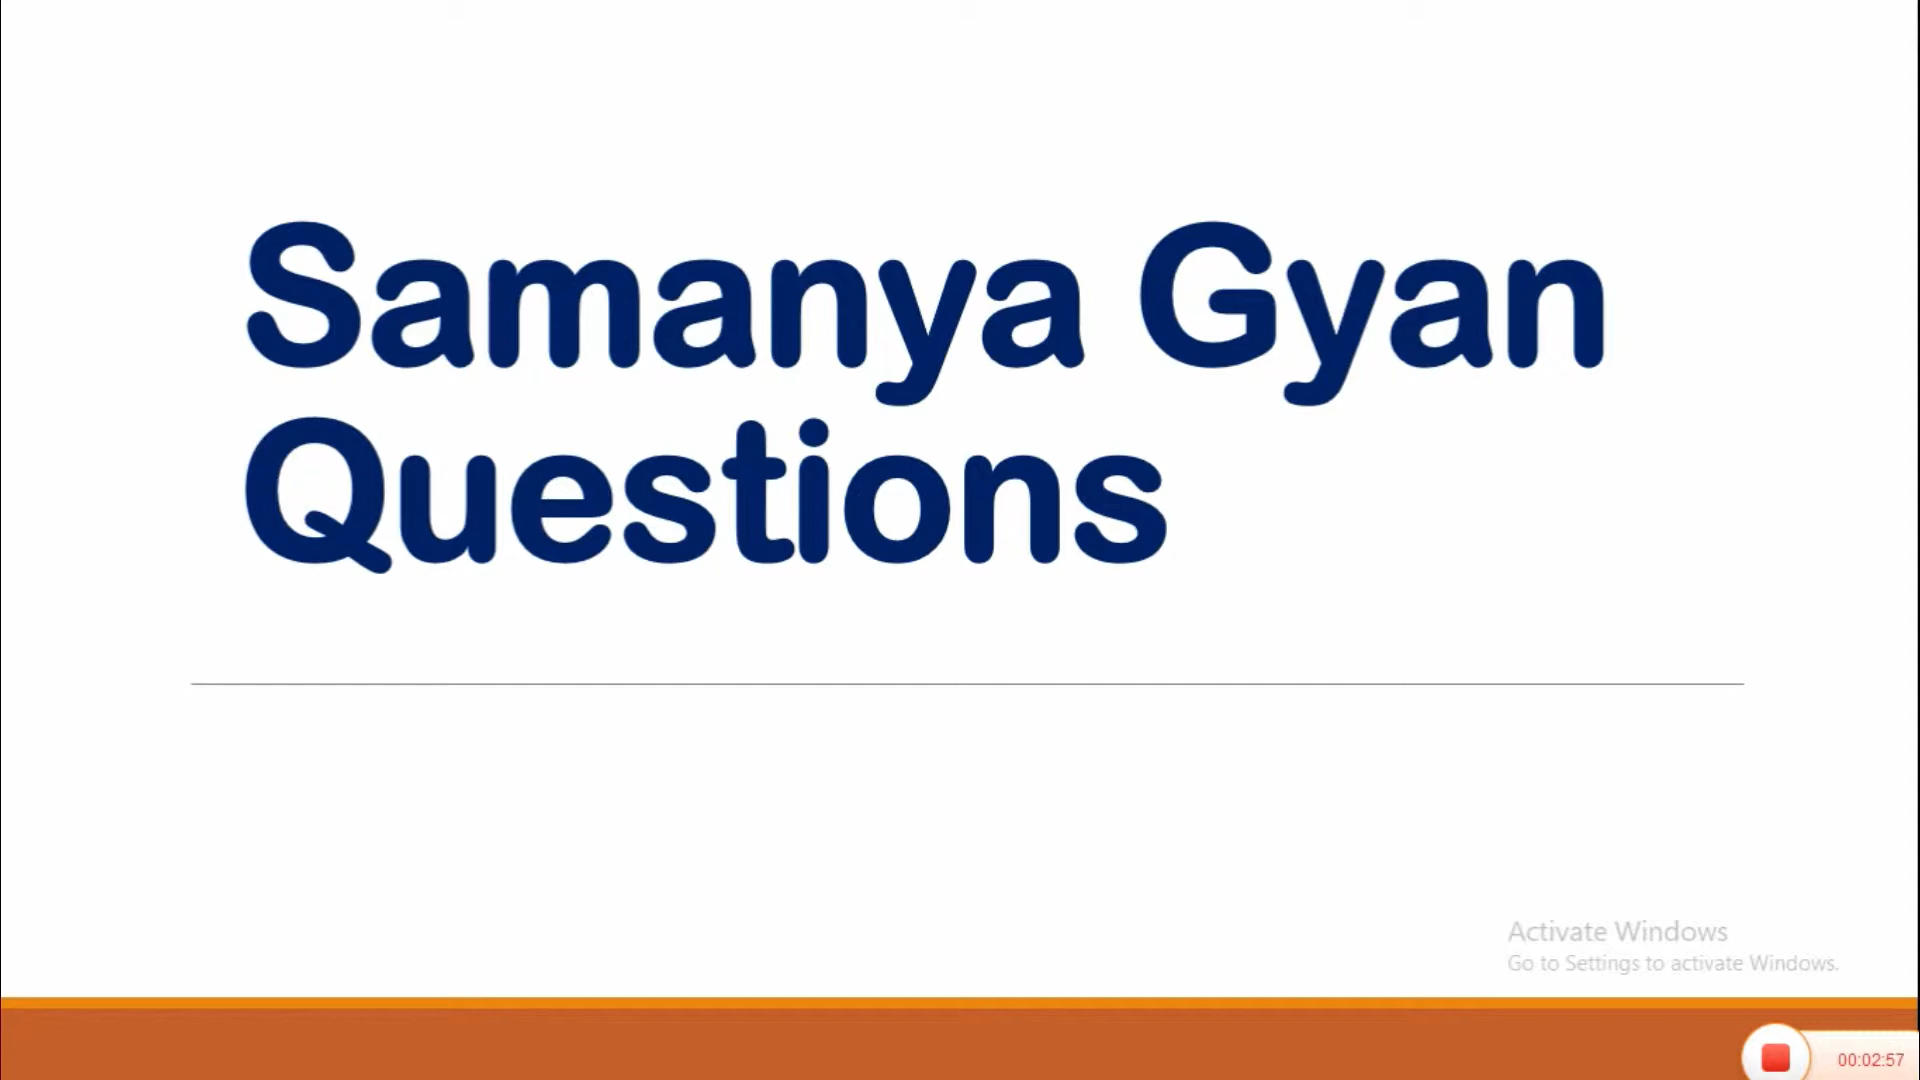 Samanya Gyan
Questions
Activate Windows
Go to Settings to activate Windows.
00:02:57